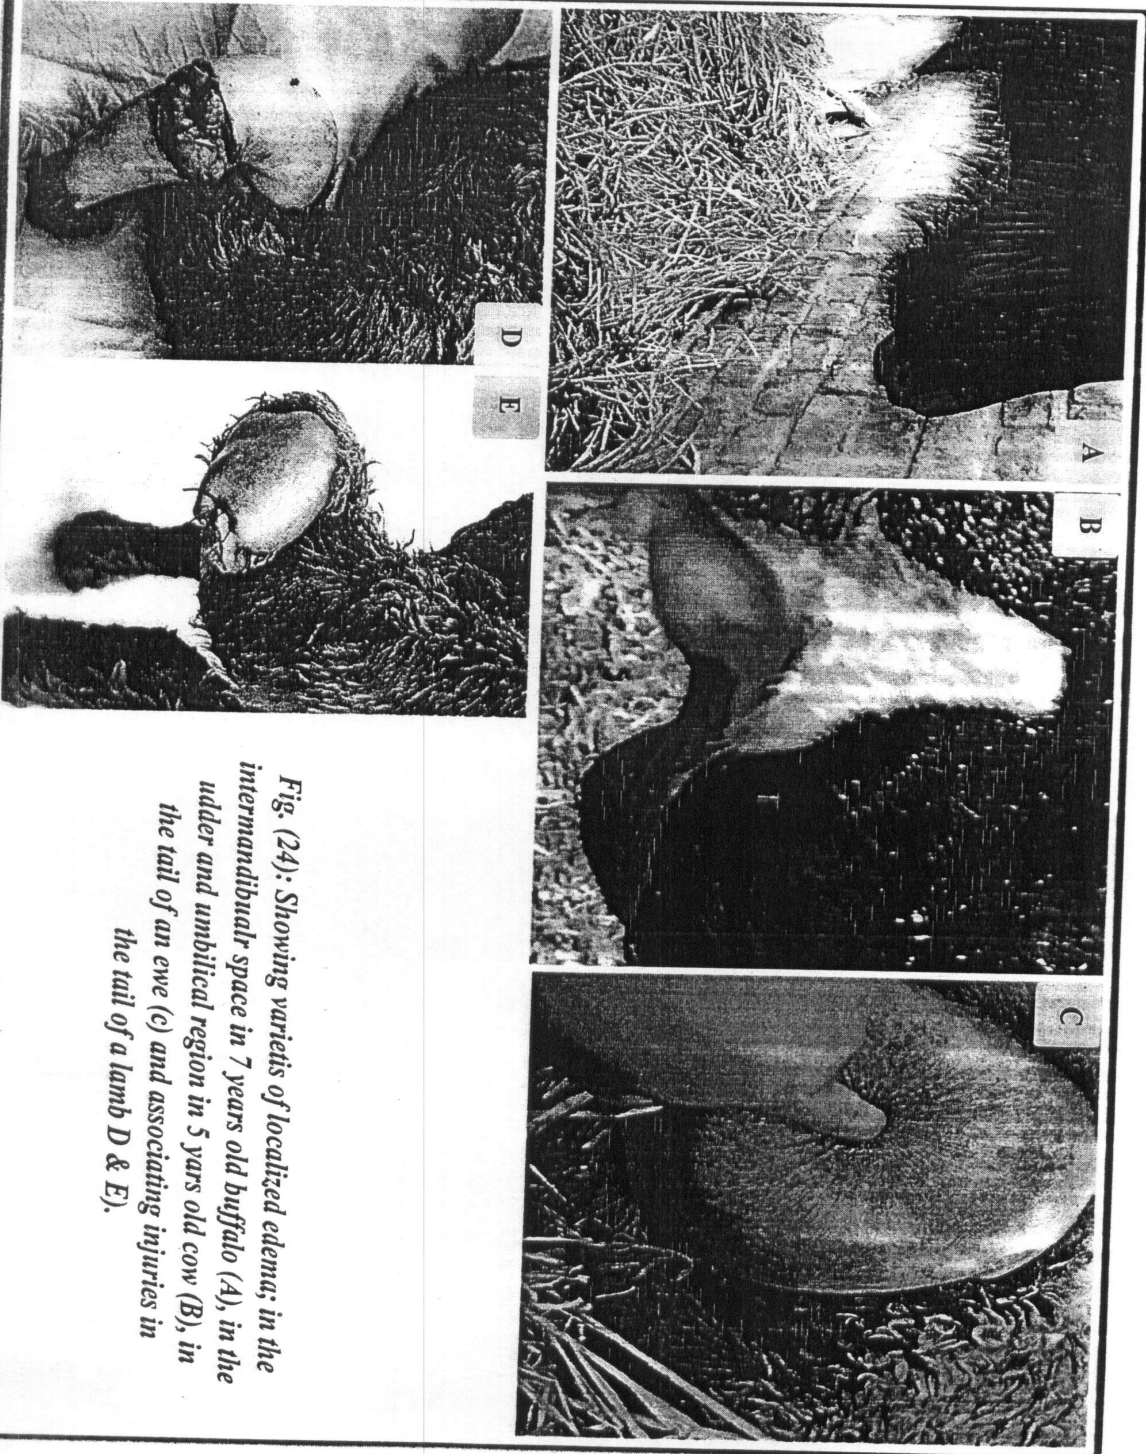 A
B
C
D
E
Fig. (24): Showing varietis of localized edema; in the
intermandibualr space in 7 years old buffalo (A), in the
udder and umbilical region in 5 yars old cow (B), in
the tail of an ewe (c) and associating injuries in
the tail of a lamb D & E).